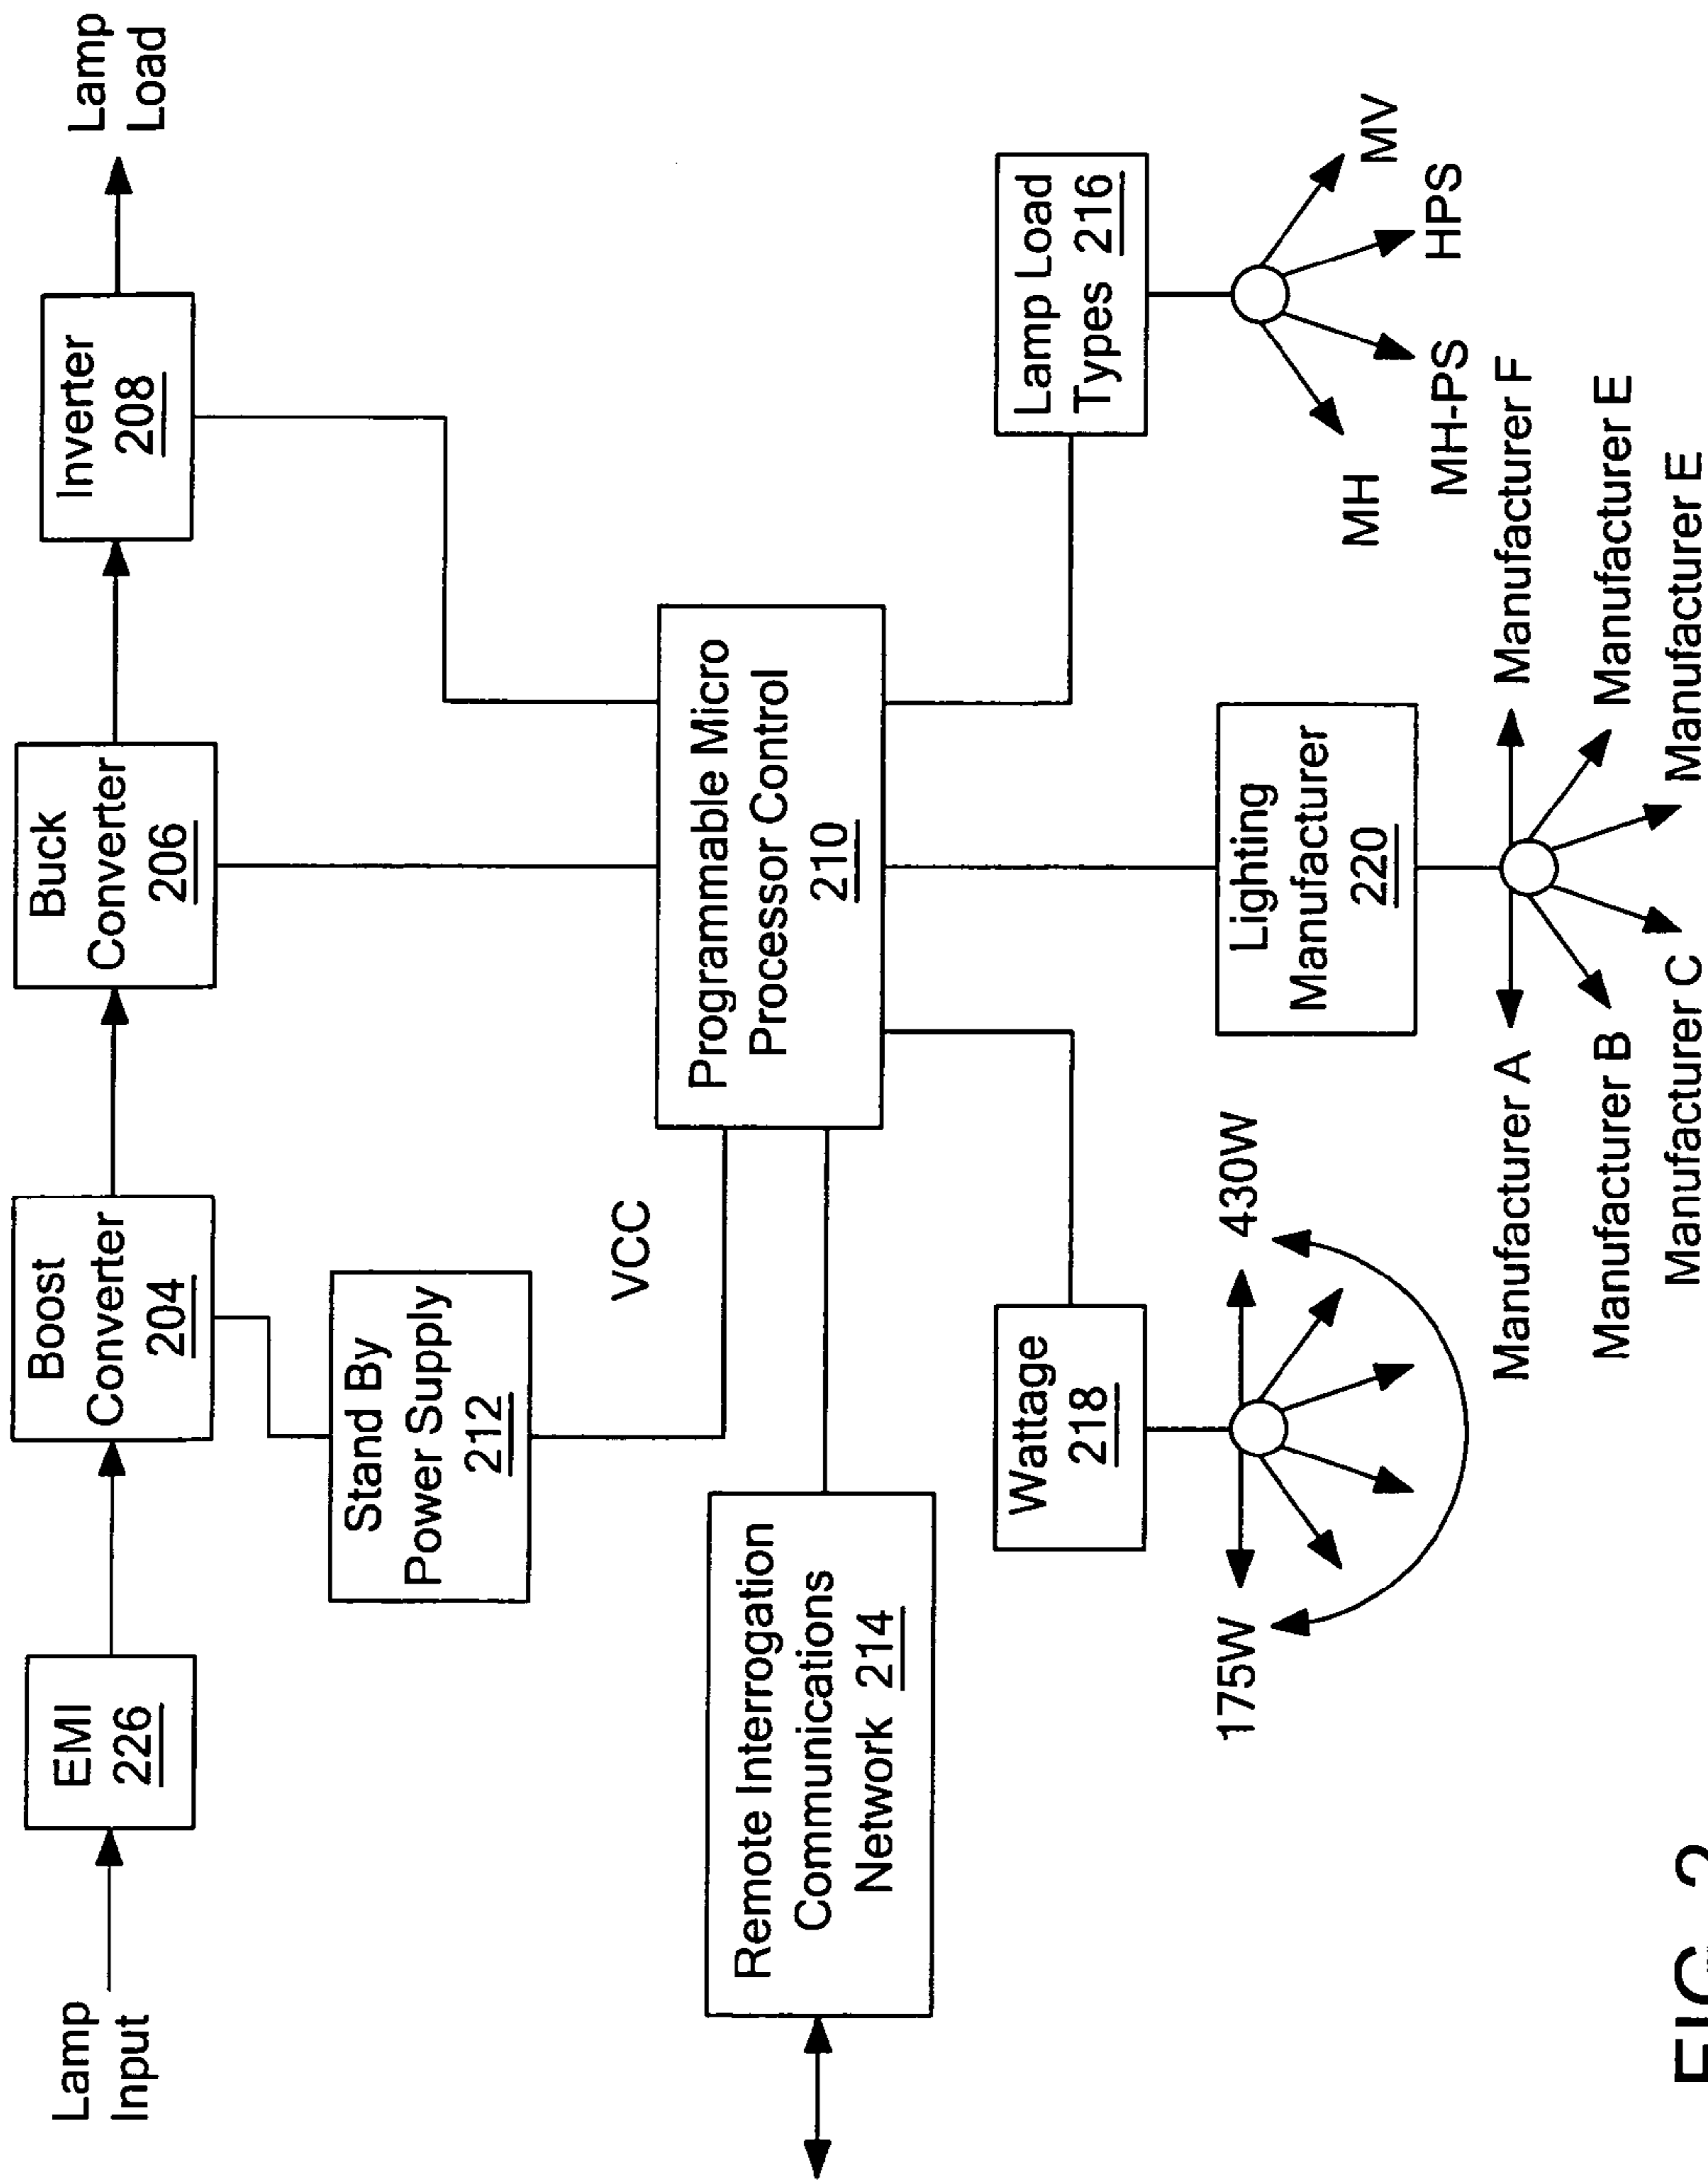 Lamp
Input
EMI
226
Boost
Converter
204
Buck
Converter
206
Inverter
208
Lamp
Load
Stand By
Power Supply
212
VCC
Remote Interrogation
Communications
Network 214
Programmable Micro
Processor Control
210
Wattage
218
175W
430W
Lighting
Manufacturer
220
Manufacturer A
Manufacturer B
Manufacturer C
Manufacturer E
Manufacturer E
Manufacturer F
Lamp Load
Types 216
MH
MH-PS
HPS
MV
FIG. 2